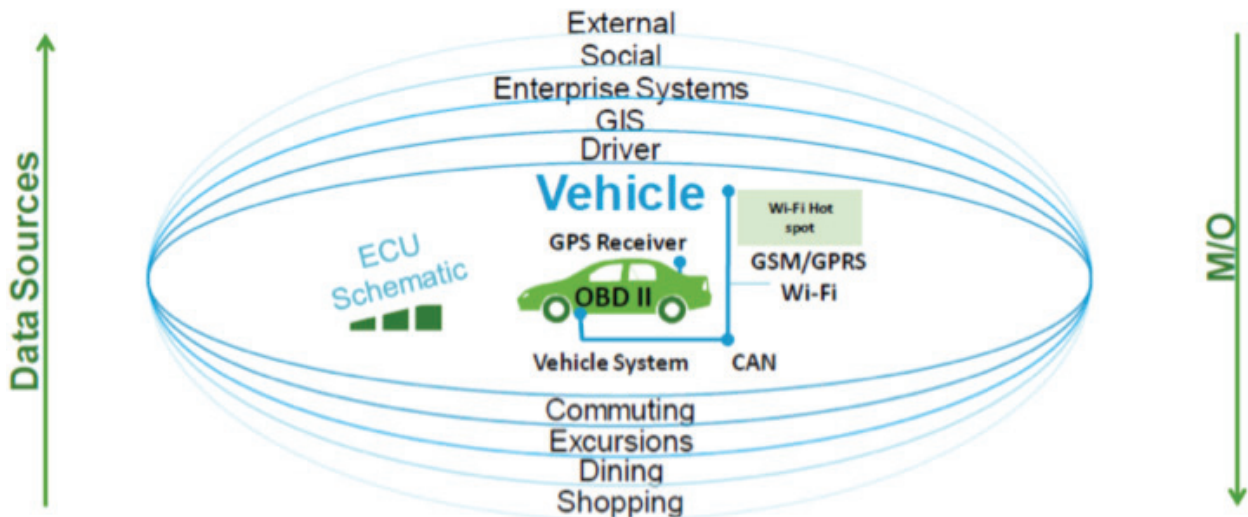 External
Social
Enterprise Systems
GIS
Driver
Vehicle
Wi-Fi Hot
spot
GPS Receiver
GSM/GPRS
Wi-Fi
ECU
Schematic
OBD II
Vehicle System
CAN
Commuting
Excursions
Dining
Shopping
Data Sources
M/O